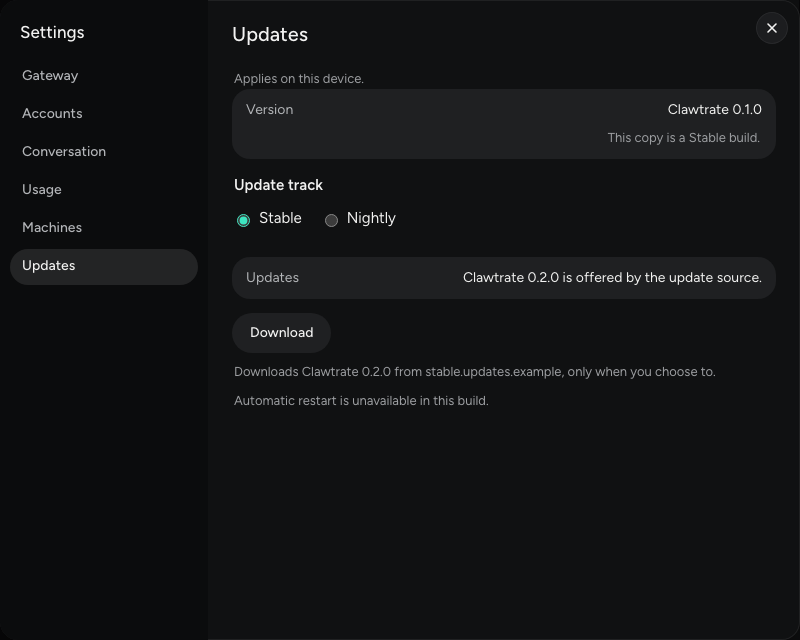 Settings
Gateway
Accounts
Conversation
Usage
Machines
Updates
Updates
Applies on this device.
Version
Clawtrate 0.1.0
This copy is a Stable build.
Update track
Stable
Nightly
Updates
Clawtrate 0.2.0 is offered by the update source.
Download
Downloads Clawtrate 0.2.0 from stable.updates.example, only when you choose to.
Automatic restart is unavailable in this build.